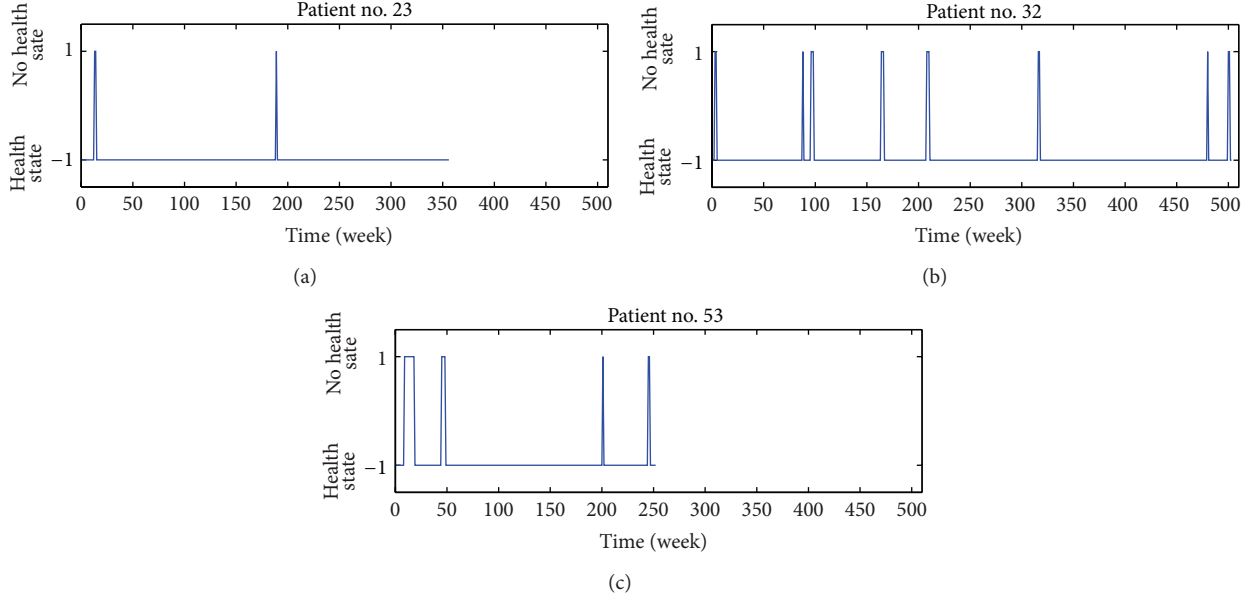 Patient no. 23
No health
sate
1
Health
state
−1
0 50 100 150 200 250 300 350 400 450 500
Time (week)
(a)
Patient no. 32
No health
sate
1
Health
state
−1
0 50 100 150 200 250 300 350 400 450 500
Time (week)
(b)
Patient no. 53
No health
sate
1
Health
state
−1
0 50 100 150 200 250 300 350 400 450 500
Time (week)
(c)